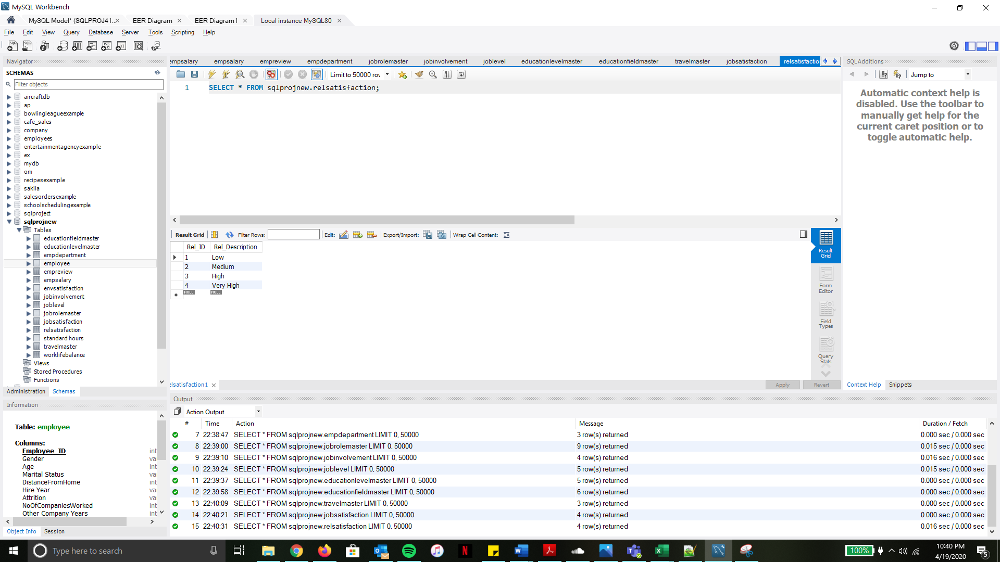 MySQL Workbench
MySQL Model* (SQLPROJ41... EER Diagram EER Diagram1 Local instance MySQL80
File Edit View Query Database Server Tools Scripting Help
Navigator
SCHEMAS
Filter objects
aircraftdb
ap
bowlingleagueexample
cafe_sales
company
employees
entertainmentagencyexample
ex
mydb
om
recipesexample
sakila
salesordersexample
schoolschedulingexample
sqlproject
sqlprojnew
Tables
educationfieldmaster
educationlevelmaster
empdepartment
employee
empreview
empsalary
envsatisfaction
jobinvolvement
joblevel
jobrolemaster
jobsatisfaction
relsatisfaction
standard hours
travelmaster
worklifebalance
Views
Stored Procedures
Functions
Administration Schemas
Information
Table: employee
Columns:
Employee_ID int
Gender va
Age int
Marital Status va
DistanceFromHome int
Hire Year va
Attrition va
NoOfCompaniesWorked int
Other Company Years int
Object Info Session
empsalary empsalary empreview empdepartment jobrolemaster jobinvolvement joblevel educationlevelmaster educationfieldmaster travelmaster jobsatisfaction relsatisfaction
Limit to 50000 rov
1 SELECT * FROM sqlprojnew.relsatisfaction;
Result Grid Filter Rows: Edit: Export/Import: Wrap Cell Content:
Rel_ID Rel_Description
1 Low
2 Medium
3 High
4 Very High
NULL NULL
Result Grid
Form Editor
Field Types
Query Stats
elsatisfaction1
Apply Revert
SQLAdditions
Jump to
Automatic context help is
disabled. Use the toolbar to
manually get help for the
current caret position or to
toggle automatic help.
Context Help Snippets
Output
Action Output
# Time Action Message Duration / Fetch
7 22:38:47 SELECT * FROM sqlprojnew.empdepartment LIMIT 0, 50000 3 row(s) returned 0.000 sec / 0.000 sec
8 22:39:00 SELECT * FROM sqlprojnew.jobrolemaster LIMIT 0, 50000 9 row(s) returned 0.015 sec / 0.000 sec
9 22:39:10 SELECT * FROM sqlprojnew.jobinvolvement LIMIT 0, 50000 4 row(s) returned 0.016 sec / 0.000 sec
10 22:39:24 SELECT * FROM sqlprojnew.joblevel LIMIT 0, 50000 5 row(s) returned 0.015 sec / 0.000 sec
11 22:39:37 SELECT * FROM sqlprojnew.educationlevelmaster LIMIT 0, 50000 5 row(s) returned 0.000 sec / 0.000 sec
12 22:39:58 SELECT * FROM sqlprojnew.educationfieldmaster LIMIT 0, 50000 6 row(s) returned 0.000 sec / 0.000 sec
13 22:40:09 SELECT * FROM sqlprojnew.travelmaster LIMIT 0, 50000 3 row(s) returned 0.000 sec / 0.000 sec
14 22:40:21 SELECT * FROM sqlprojnew.jobsatisfaction LIMIT 0, 50000 4 row(s) returned 0.000 sec / 0.000 sec
15 22:40:31 SELECT * FROM sqlprojnew.relsatisfaction LIMIT 0, 50000 4 row(s) returned 0.016 sec / 0.000 sec
Type here to search
100%
10:40 PM
4/19/2020
5